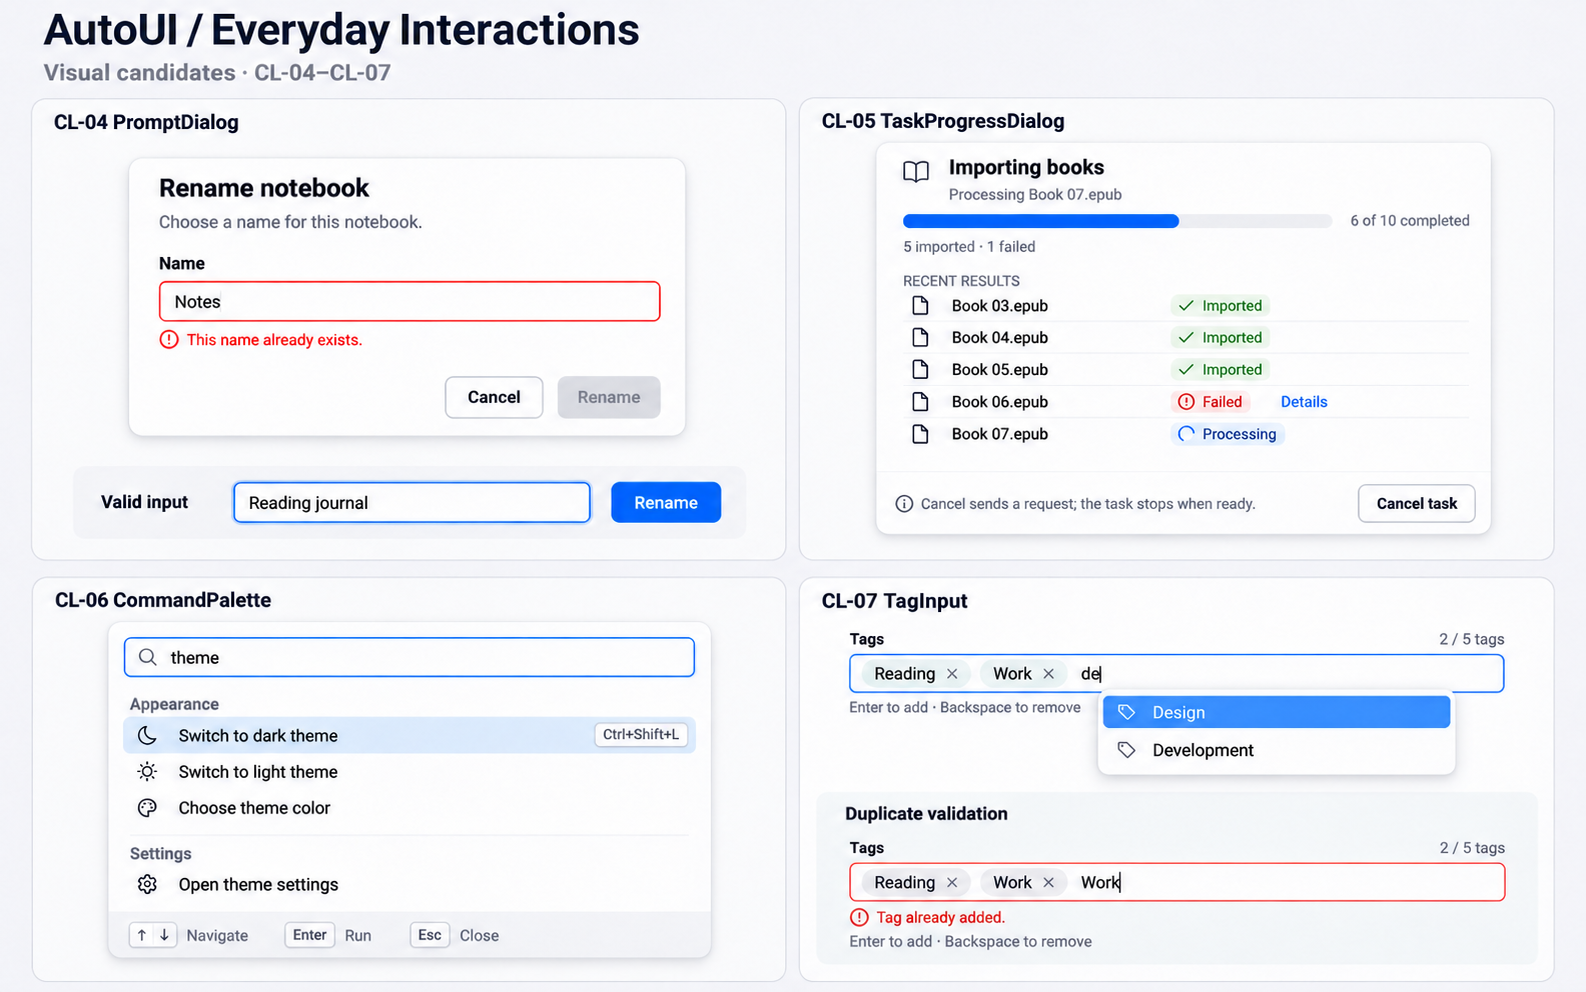 AutoUI / Everyday Interactions
Visual candidates · CL-04–CL-07
CL-04 PromptDialog
Rename notebook
Choose a name for this notebook.
Name
Notes
This name already exists.
Cancel Rename
Valid input Reading journal Rename
CL-05 TaskProgressDialog
Importing books
Processing Book 07.epub
6 of 10 completed
5 imported · 1 failed
RECENT RESULTS
Book 03.epub Imported
Book 04.epub Imported
Book 05.epub Imported
Book 06.epub Failed Details
Book 07.epub Processing
Cancel sends a request; the task stops when ready. Cancel task
CL-06 CommandPalette
theme
Appearance
Switch to dark theme Ctrl+Shift+L
Switch to light theme
Choose theme color
Settings
Open theme settings
↑ ↓ Navigate Enter Run Esc Close
CL-07 TagInput
Tags 2 / 5 tags
Reading × Work × de
Enter to add · Backspace to remove
Design
Development
Duplicate validation
Tags 2 / 5 tags
Reading × Work × Work
Tag already added.
Enter to add · Backspace to remove